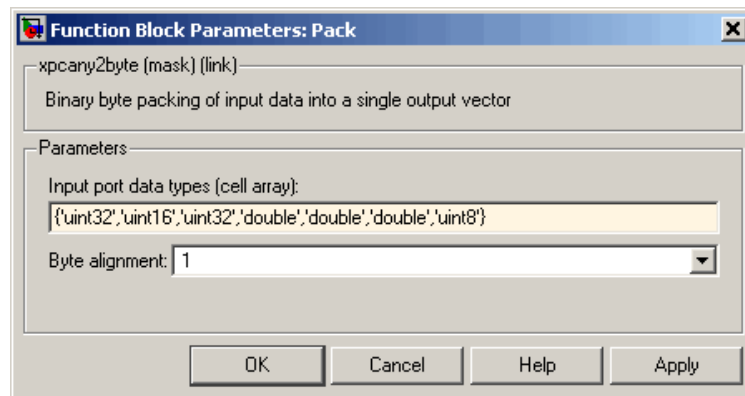 Function Block Parameters: Pack
xpcany2byte (mask) (link)
Binary byte packing of input data into a single output vector
Parameters
Input port data types (cell array):
{'uint32','uint16','uint32','double','double','double','uint8'}
Byte alignment: 1
OK Cancel Help Apply